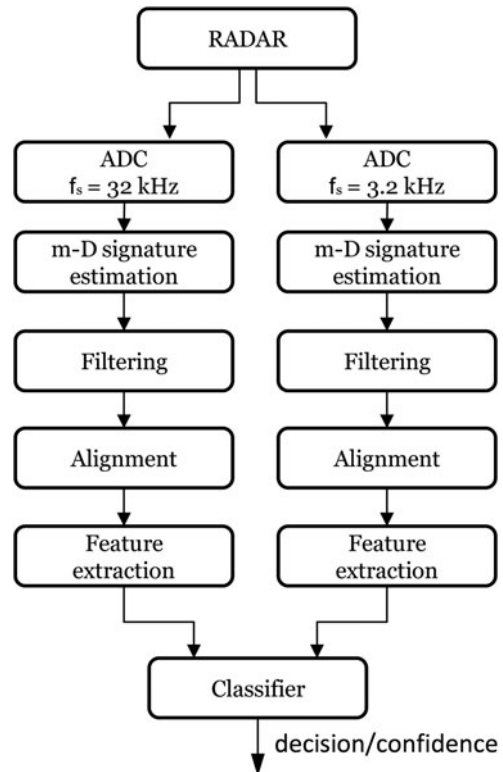 RADAR
ADC
fs = 32 kHz
ADC
fs = 3.2 kHz
m-D signature
estimation
m-D signature
estimation
Filtering
Filtering
Alignment
Alignment
Feature
extraction
Feature
extraction
Classifier
decision/confidence